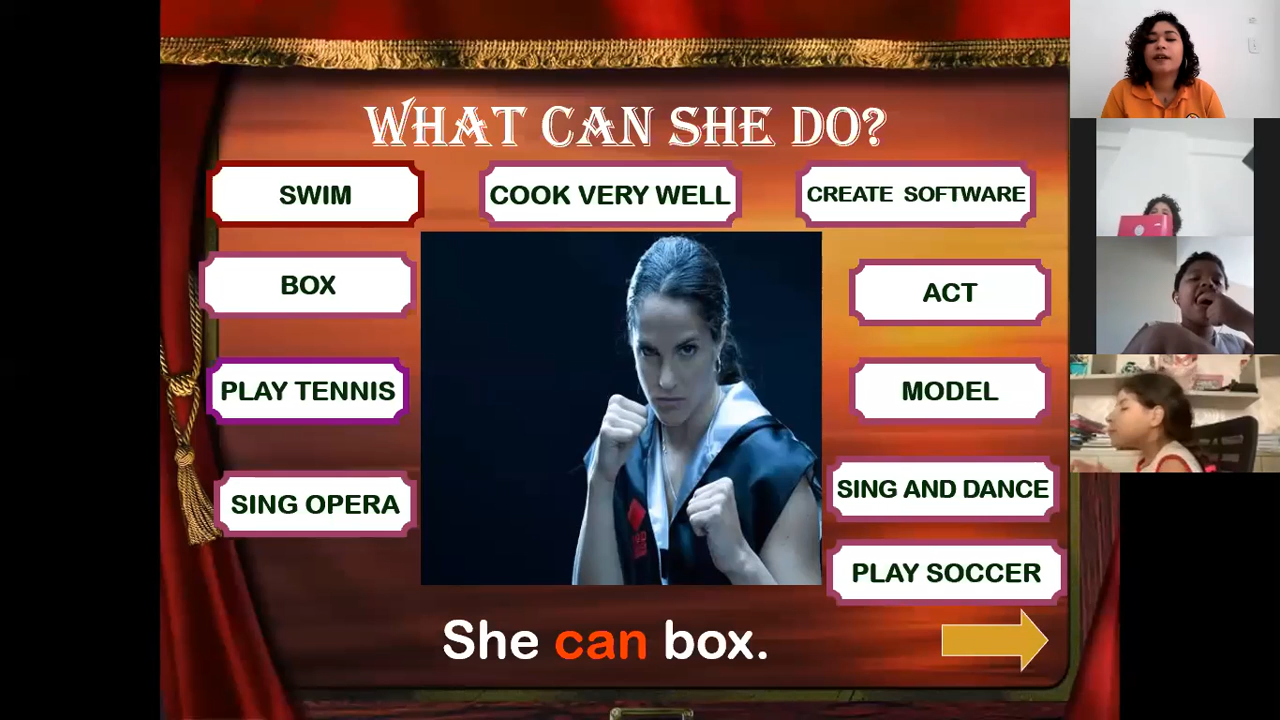 WHAT CAN SHE DO?
SWIM
COOK VERY WELL
CREATE SOFTWARE
BOX
ACT
PLAY TENNIS
MODEL
SING OPERA
SING AND DANCE
PLAY SOCCER
She can box.